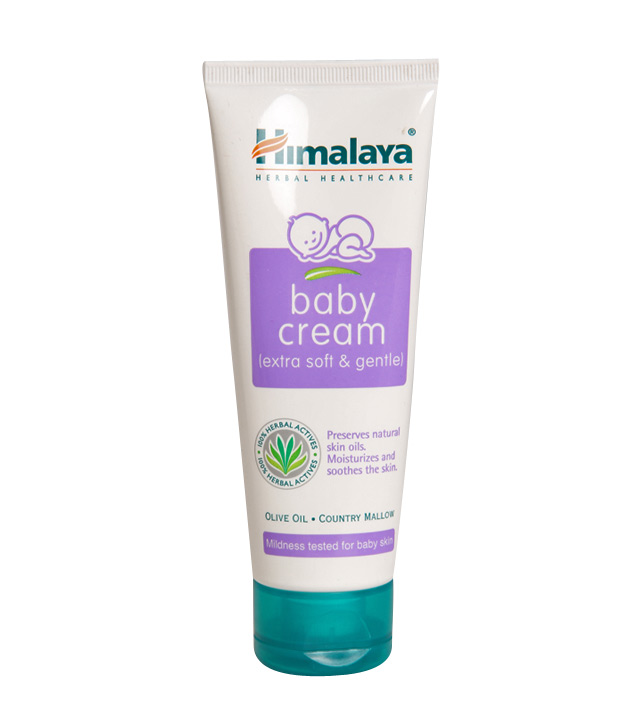 Himalaya®
HERBAL HEALTHCARE
baby
cream
(extra soft & gentle)
100% HERBAL ACTIVES
100% HERBAL ACTIVES
Preserves natural
skin oils.
Moisturizes and
soothes the skin.
OLIVE OIL • COUNTRY MALLOW
Mildness tested for baby skin